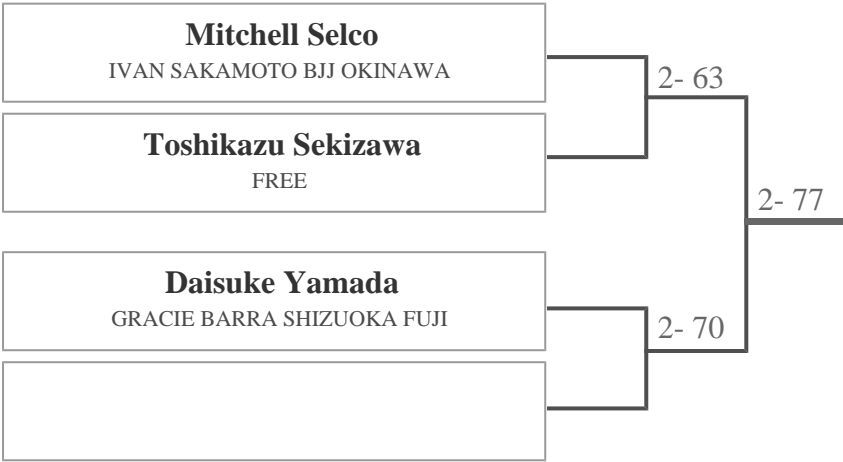 Mitchell Selco
IVAN SAKAMOTO BJJ OKINAWA
2- 63
Toshikazu Sekizawa
FREE
2- 77
Daisuke Yamada
GRACIE BARRA SHIZUOKA FUJI
2- 70